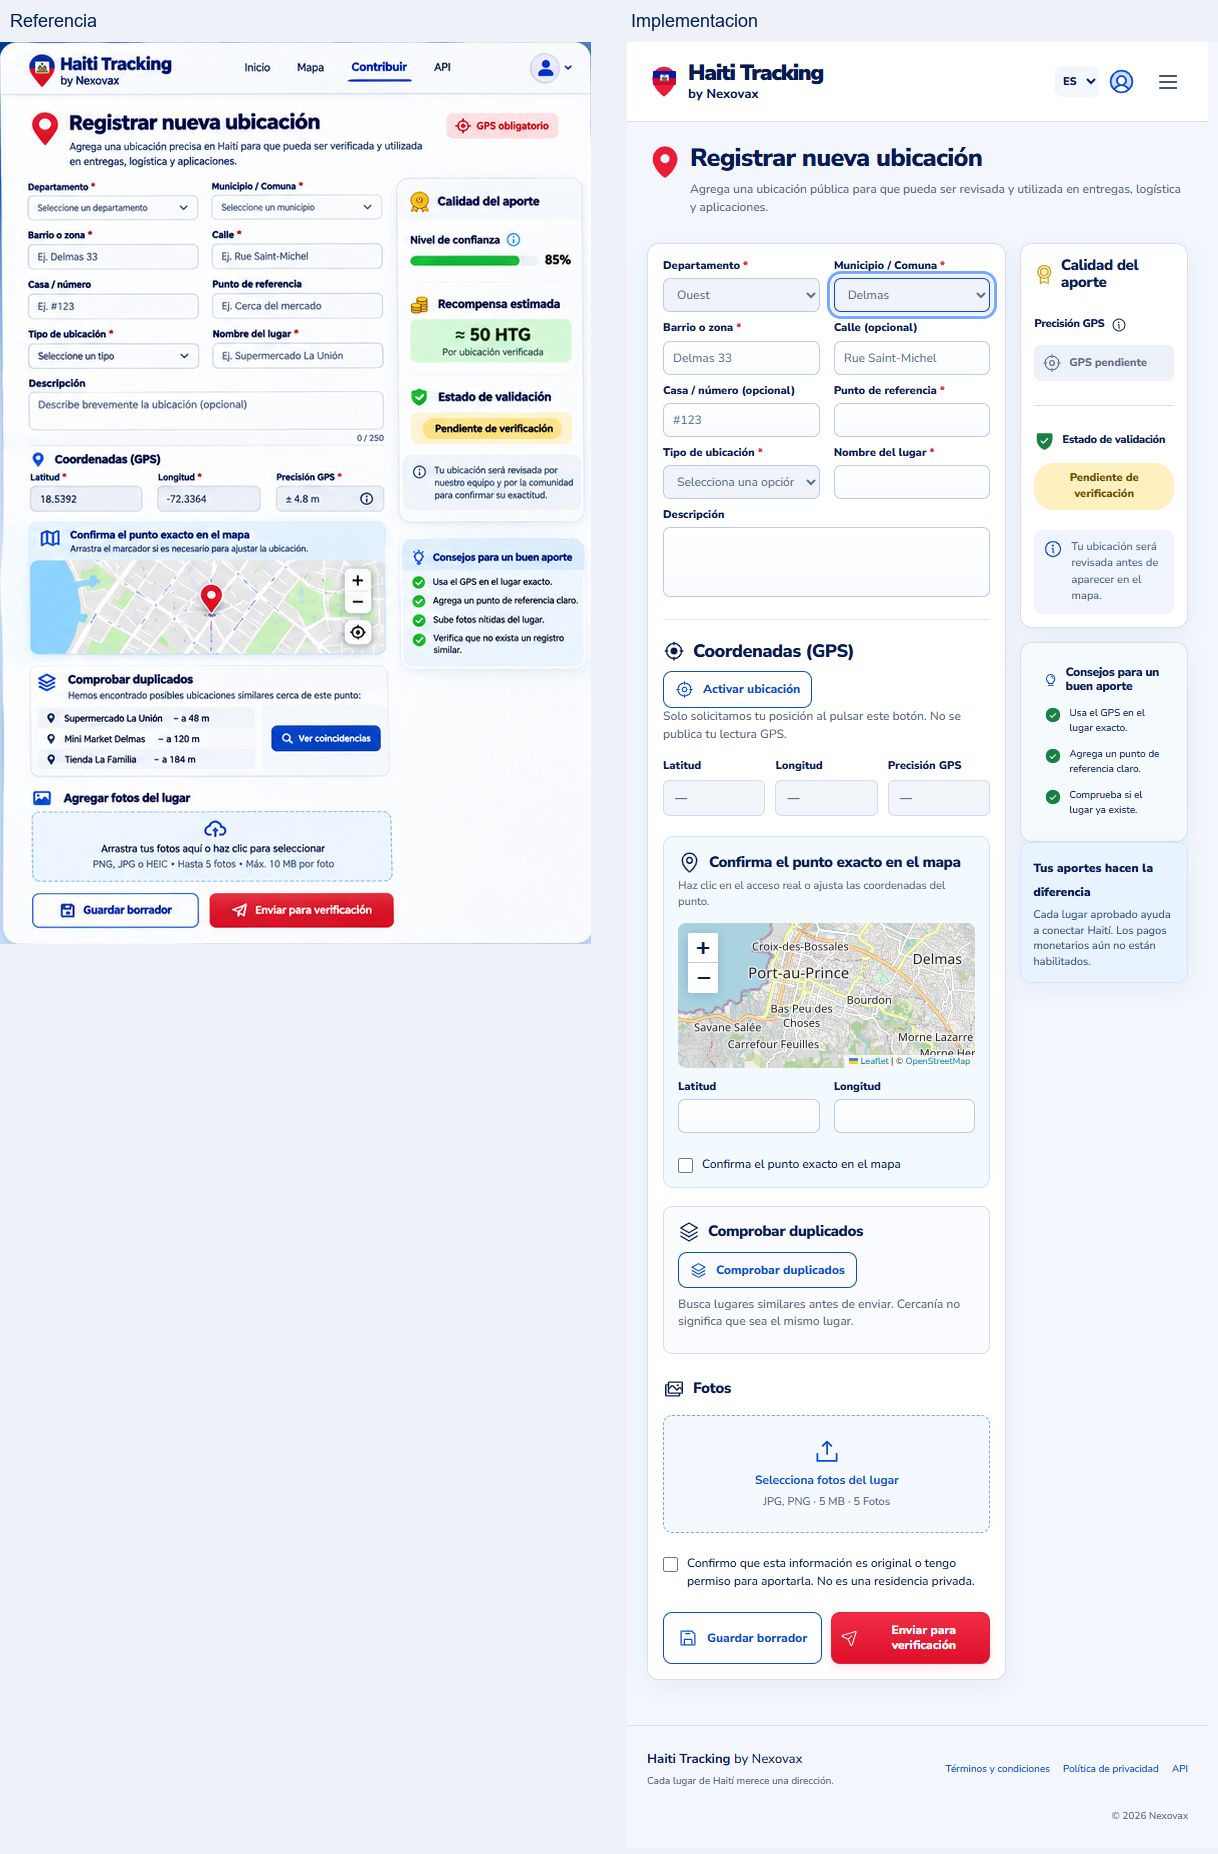 Referencia
Haiti Tracking
by Nexovax
Inicio
Mapa
Contribuir
API
Registrar nueva ubicación
Agrega una ubicación precisa en Haití para que pueda ser verificada y utilizada
en entregas, logística y aplicaciones.
GPS obligatorio
Departamento *
Municipio / Comuna *
Seleccione un departamento
Seleccione un municipio
Barrio o zona *
Calle *
Ej. Delmas 33
Ej. Rue Saint-Michel
Casa / número
Punto de referencia
Ej. #123
Ej. Cerca del mercado
Tipo de ubicación *
Nombre del lugar *
Seleccione un tipo
Ej. Supermercado La Unión
Descripción
Describe brevemente la ubicación (opcional)
0 / 250
Coordenadas (GPS)
Latitud *
Longitud *
Precisión GPS *
18.5392
-72.3364
± 4.8 m
Confirma el punto exacto en el mapa
Arrastra el marcador si es necesario para ajustar la ubicación.
+
−
Comprobar duplicados
Hemos encontrado posibles ubicaciones similares cerca de este punto:
Supermercado La Unión – a 48 m
Mini Market Delmas – a 120 m
Tienda La Familia – a 184 m
Ver coincidencias
Agregar fotos del lugar
Arrastra tus fotos aquí o haz clic para seleccionar
PNG, JPG o HEIC • Hasta 5 fotos • Máx. 10 MB por foto
Guardar borrador
Enviar para verificación
Calidad del aporte
Nivel de confianza
85%
Recompensa estimada
≈ 50 HTG
Por ubicación verificada
Estado de validación
Pendiente de verificación
Tu ubicación será revisada por
nuestro equipo y por la comunidad
para confirmar su exactitud.
Consejos para un buen aporte
Usa el GPS en el lugar exacto.
Agrega un punto de referencia claro.
Sube fotos nítidas del lugar.
Verifica que no exista un registro
similar.
Implementacion
Haiti Tracking
by Nexovax
ES
Registrar nueva ubicación
Agrega una ubicación pública para que pueda ser revisada y utilizada en entregas, logística
y aplicaciones.
Departamento *
Municipio / Comuna *
Ouest
Delmas
Barrio o zona *
Calle (opcional)
Delmas 33
Rue Saint-Michel
Casa / número (opcional)
Punto de referencia *
#123
Tipo de ubicación *
Nombre del lugar *
Selecciona una opción
Descripción
Coordenadas (GPS)
Activar ubicación
Solo solicitamos tu posición al pulsar este botón. No se
publica tu lectura GPS.
Latitud
Longitud
Precisión GPS
—
—
—
Confirma el punto exacto en el mapa
Haz clic en el acceso real o ajusta las coordenadas del
punto.
+
−
Croix-des-Bossales
Delmas
Port-au-Prince
Bourdon
Bas Peu des
Choses
Savane Salée
Carrefour Feuilles
Morne Lazarre
Morne Her
Leaflet | © OpenStreetMap
Latitud
Longitud
Confirma el punto exacto en el mapa
Comprobar duplicados
Comprobar duplicados
Busca lugares similares antes de enviar. Cercanía no
significa que sea el mismo lugar.
Fotos
Selecciona fotos del lugar
JPG, PNG · 5 MB · 5 Fotos
Confirmo que esta información es original o tengo
permiso para aportarla. No es una residencia privada.
Guardar borrador
Enviar para
verificación
Calidad del
aporte
Precisión GPS
GPS pendiente
Estado de validación
Pendiente de
verificación
Tu ubicación será
revisada antes de
aparecer en el
mapa.
Consejos para un
buen aporte
Usa el GPS en el
lugar exacto.
Agrega un punto de
referencia claro.
Comprueba si el
lugar ya existe.
Tus aportes hacen la
diferencia
Cada lugar aprobado ayuda
a conectar Haití. Los pagos
monetarios aún no están
habilitados.
Haiti Tracking by Nexovax
Cada lugar de Haití merece una dirección.
Términos y condiciones
Política de privacidad
API
© 2026 Nexovax